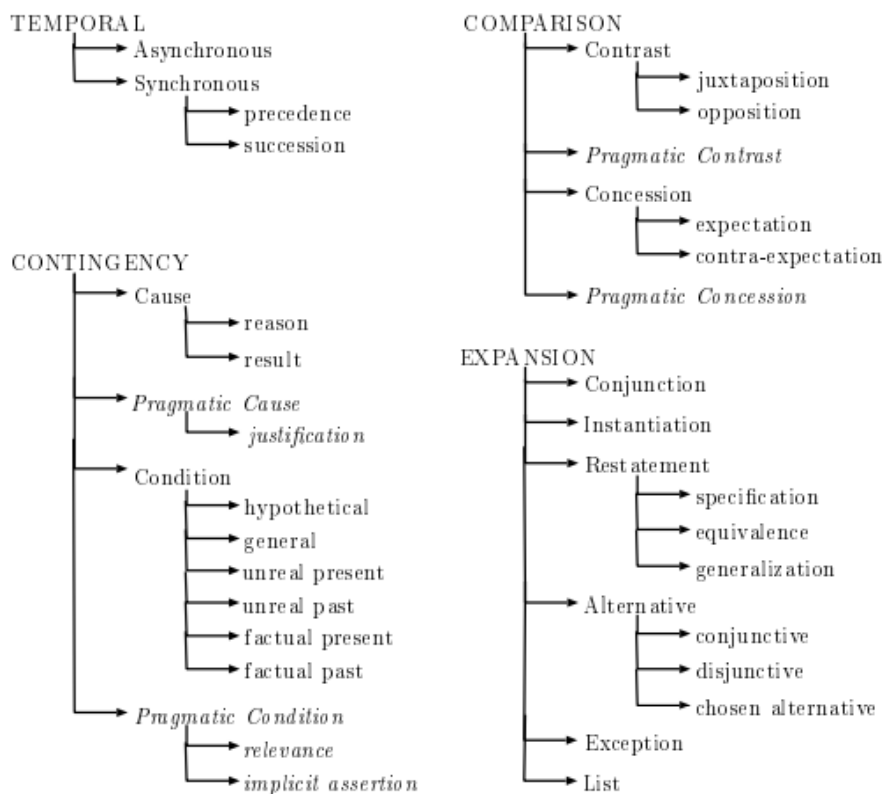 TEMPORAL
Asynchronous
Synchronous
precedence
succession
CONTINGENCY
Cause
reason
result
Pragmatic Cause
justification
Condition
hypothetical
general
unreal present
unreal past
factual present
factual past
Pragmatic Condition
relevance
implicit assertion
COMPARISON
Contrast
juxtaposition
opposition
Pragmatic Contrast
Concession
expectation
contra-expectation
Pragmatic Concession
EXPANSION
Conjunction
Instantiation
Restatement
specification
equivalence
generalization
Alternative
conjunctive
disjunctive
chosen alternative
Exception
List